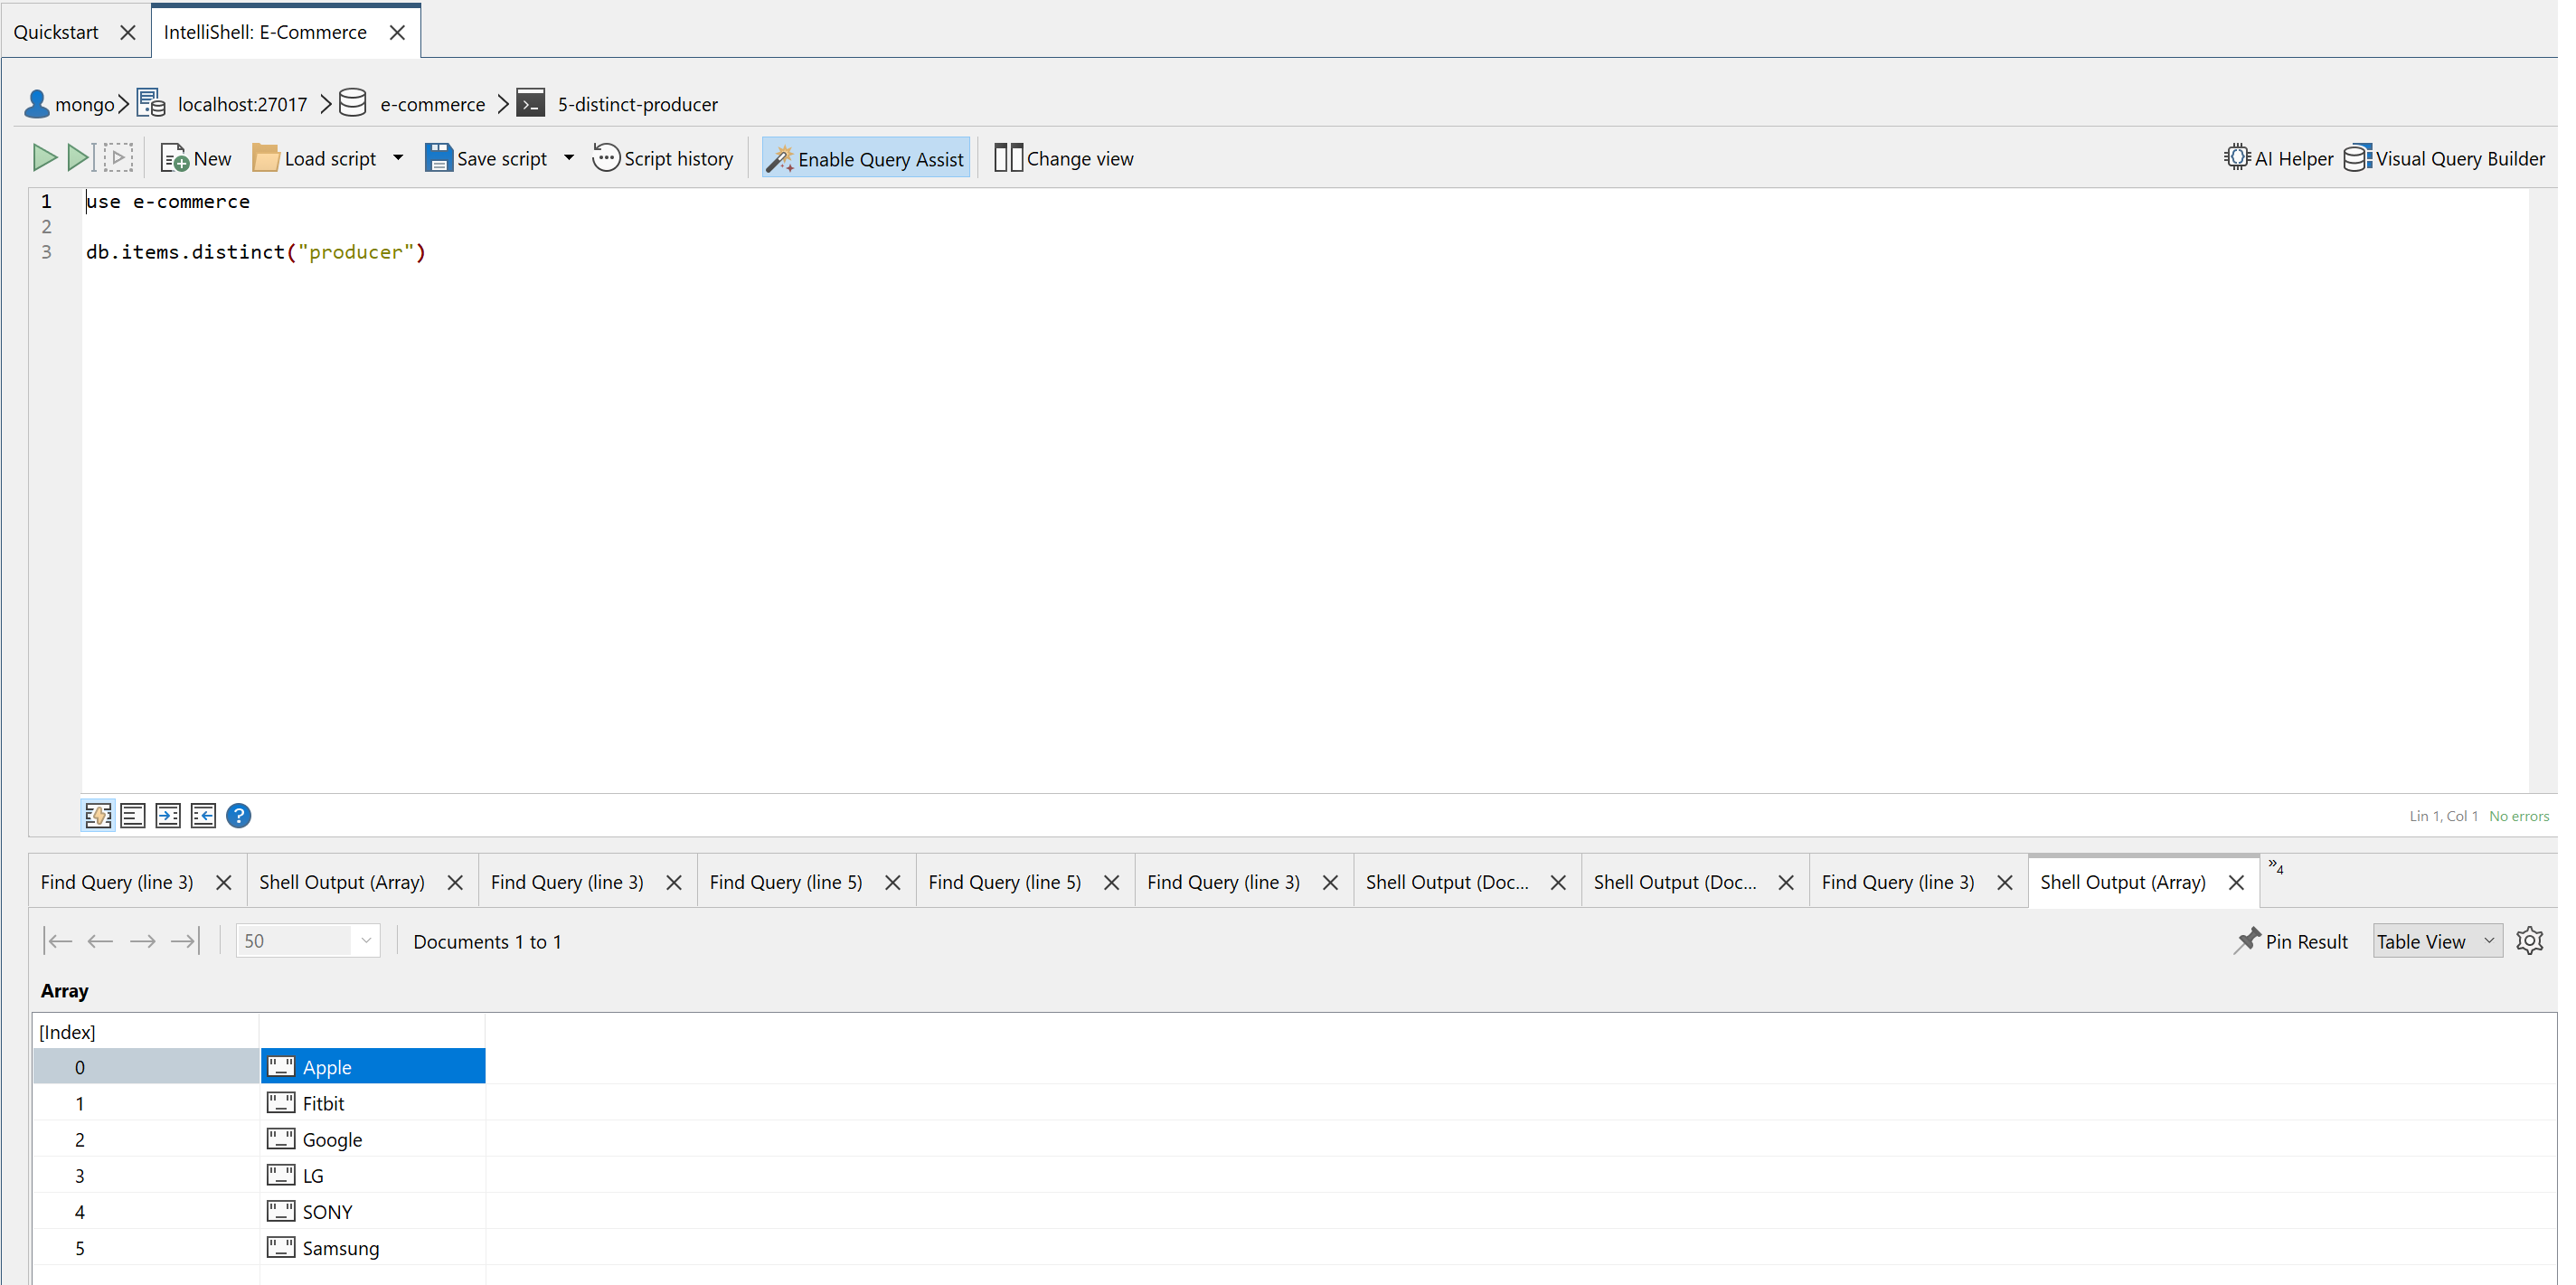 Quickstart
IntelliShell: E-Commerce
mongo localhost:27017 e-commerce 5-distinct-producer
New Load script Save script Script history Enable Query Assist Change view AI Helper Visual Query Builder
1 use e-commerce
2
3 db.items.distinct("producer")
? Lin 1, Col 1 No errors
Find Query (line 3) Shell Output (Array) Find Query (line 3) Find Query (line 5) Find Query (line 5) Find Query (line 3) Shell Output (Doc... Shell Output (Doc... Find Query (line 3) Shell Output (Array) »4
50 Documents 1 to 1 Pin Result Table View
Array
[Index]
0 Apple
1 Fitbit
2 Google
3 LG
4 SONY
5 Samsung